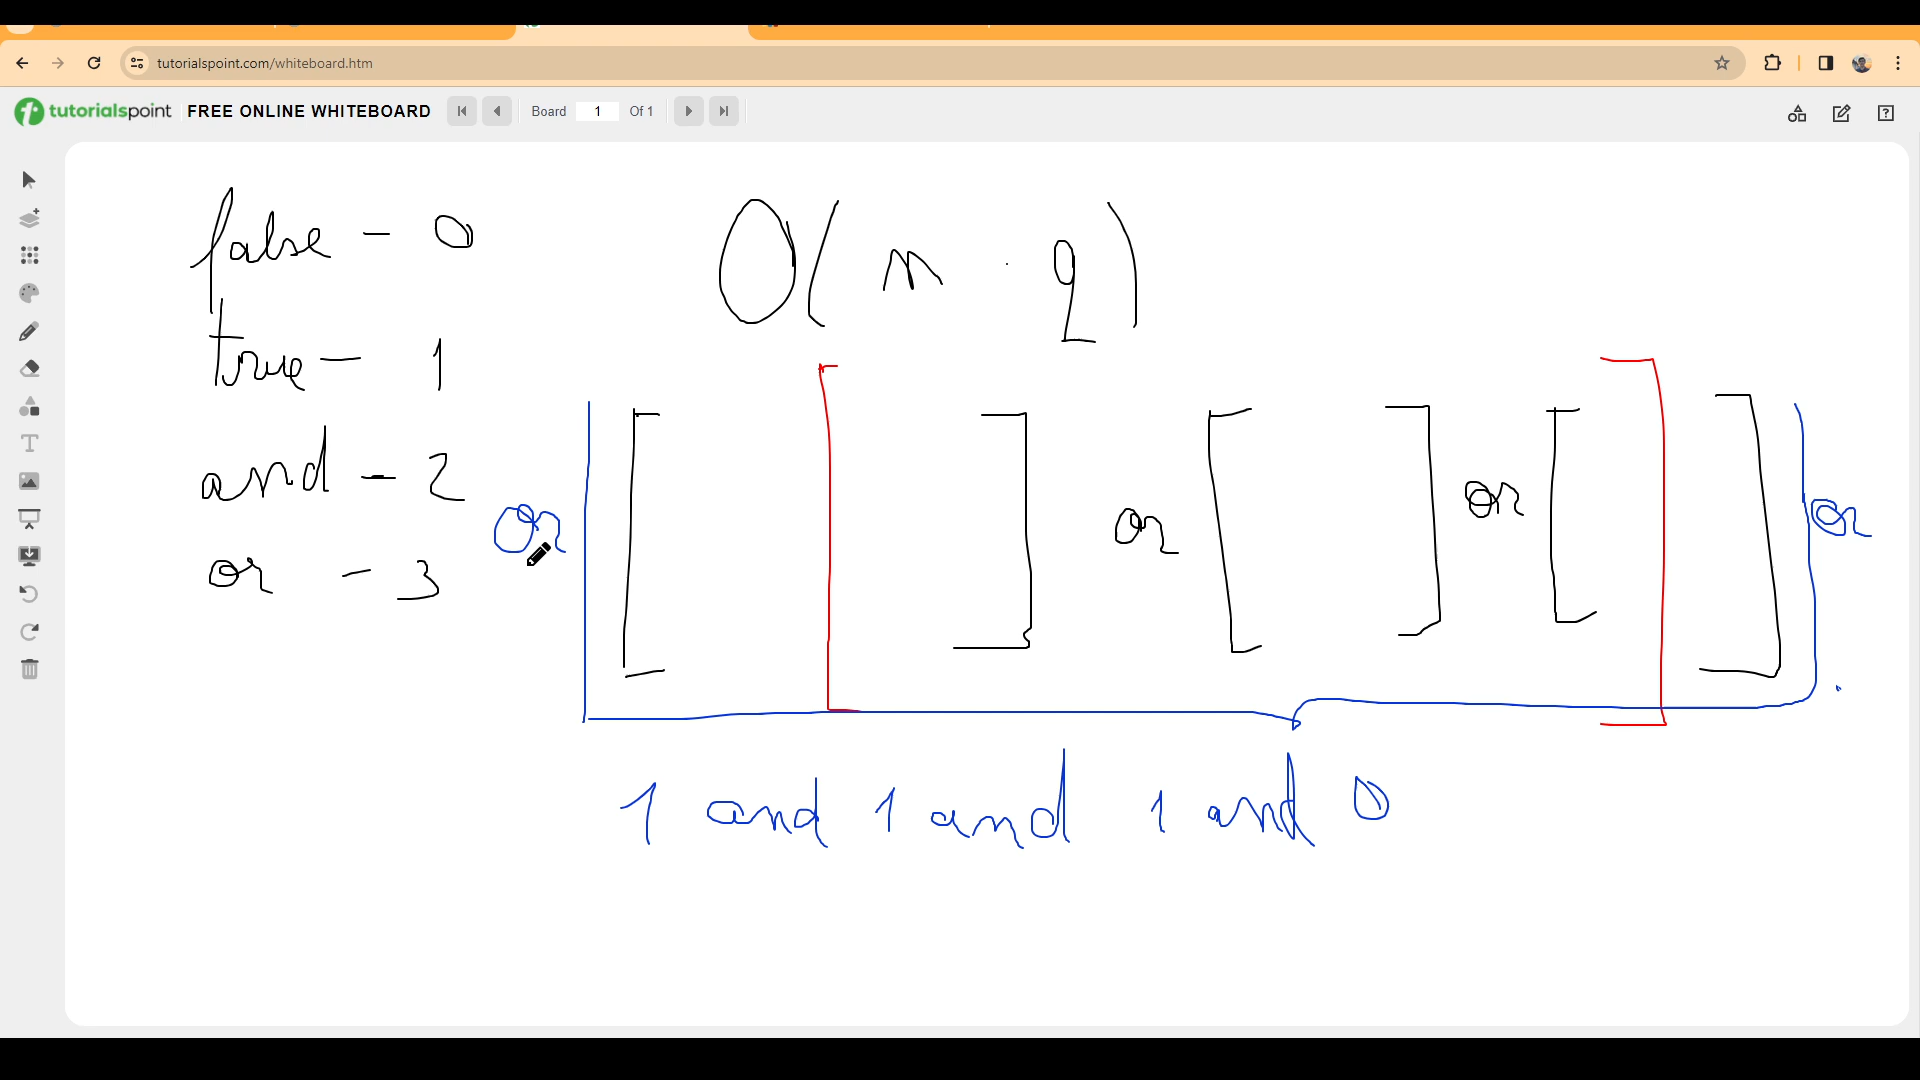 tutorialspoint.com/whiteboard.htm
tutorialspoint FREE ONLINE WHITEBOARD Board 1 Of 1
false - 0
O(n · q)
true - 1
and - 2
or - 3
or or or or
1 and 1 and 1 and 0